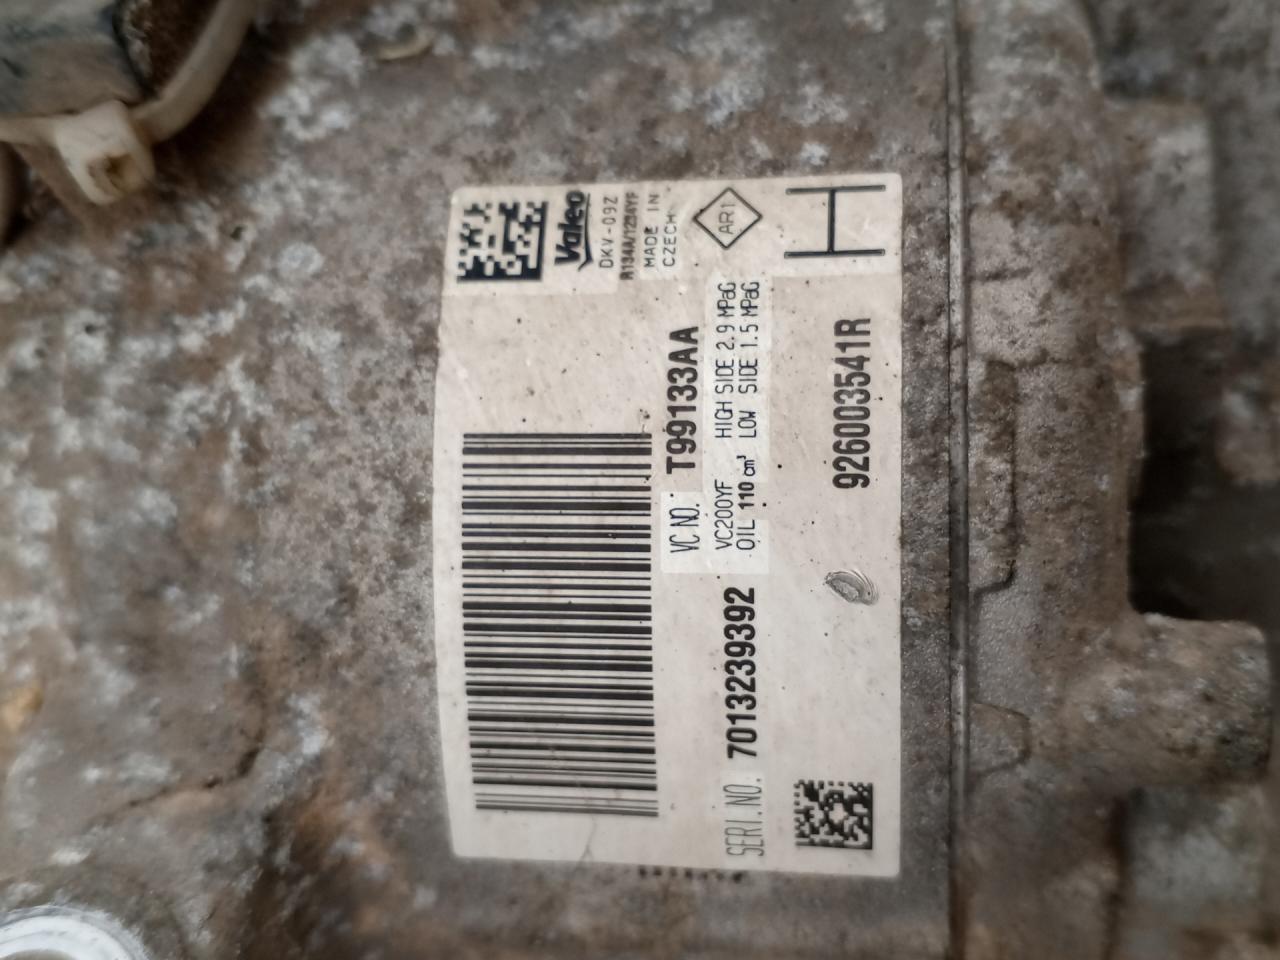 Valeo
DKV-09Z
R134A/1234YF
MADE IN
CZECH
AR1
H
VC.NO. T99133AA
VC200YF HIGH SIDE 2.9 MPaG
OIL 110 cm³ LOW SIDE 1.5 MPaG
SERI.NO. 7013239392
926003541R